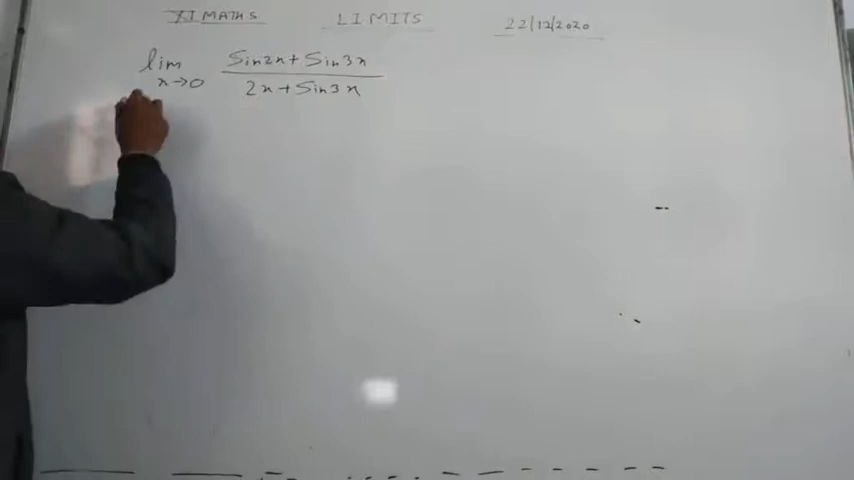 XI MATHS LIMITS 22/12/2020
lim x→0 (Sin2x + Sin3x)/(2x + Sin3x)